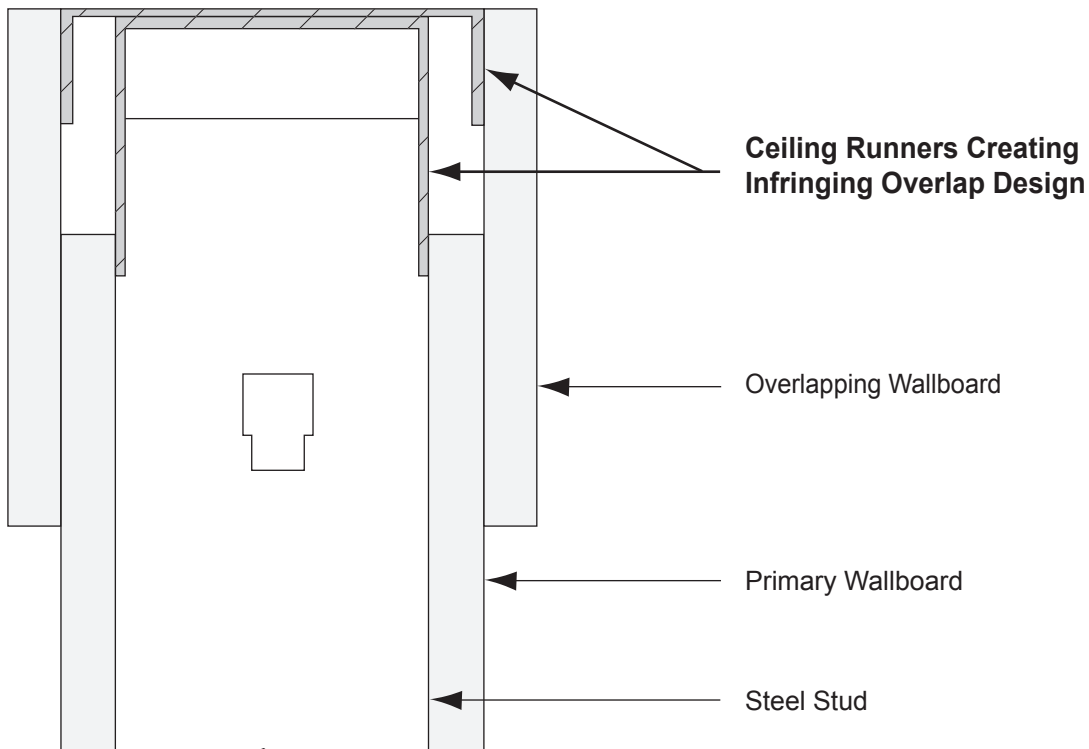 Ceiling Runners Creating
Infringing Overlap Design
Overlapping Wallboard
Primary Wallboard
Steel Stud